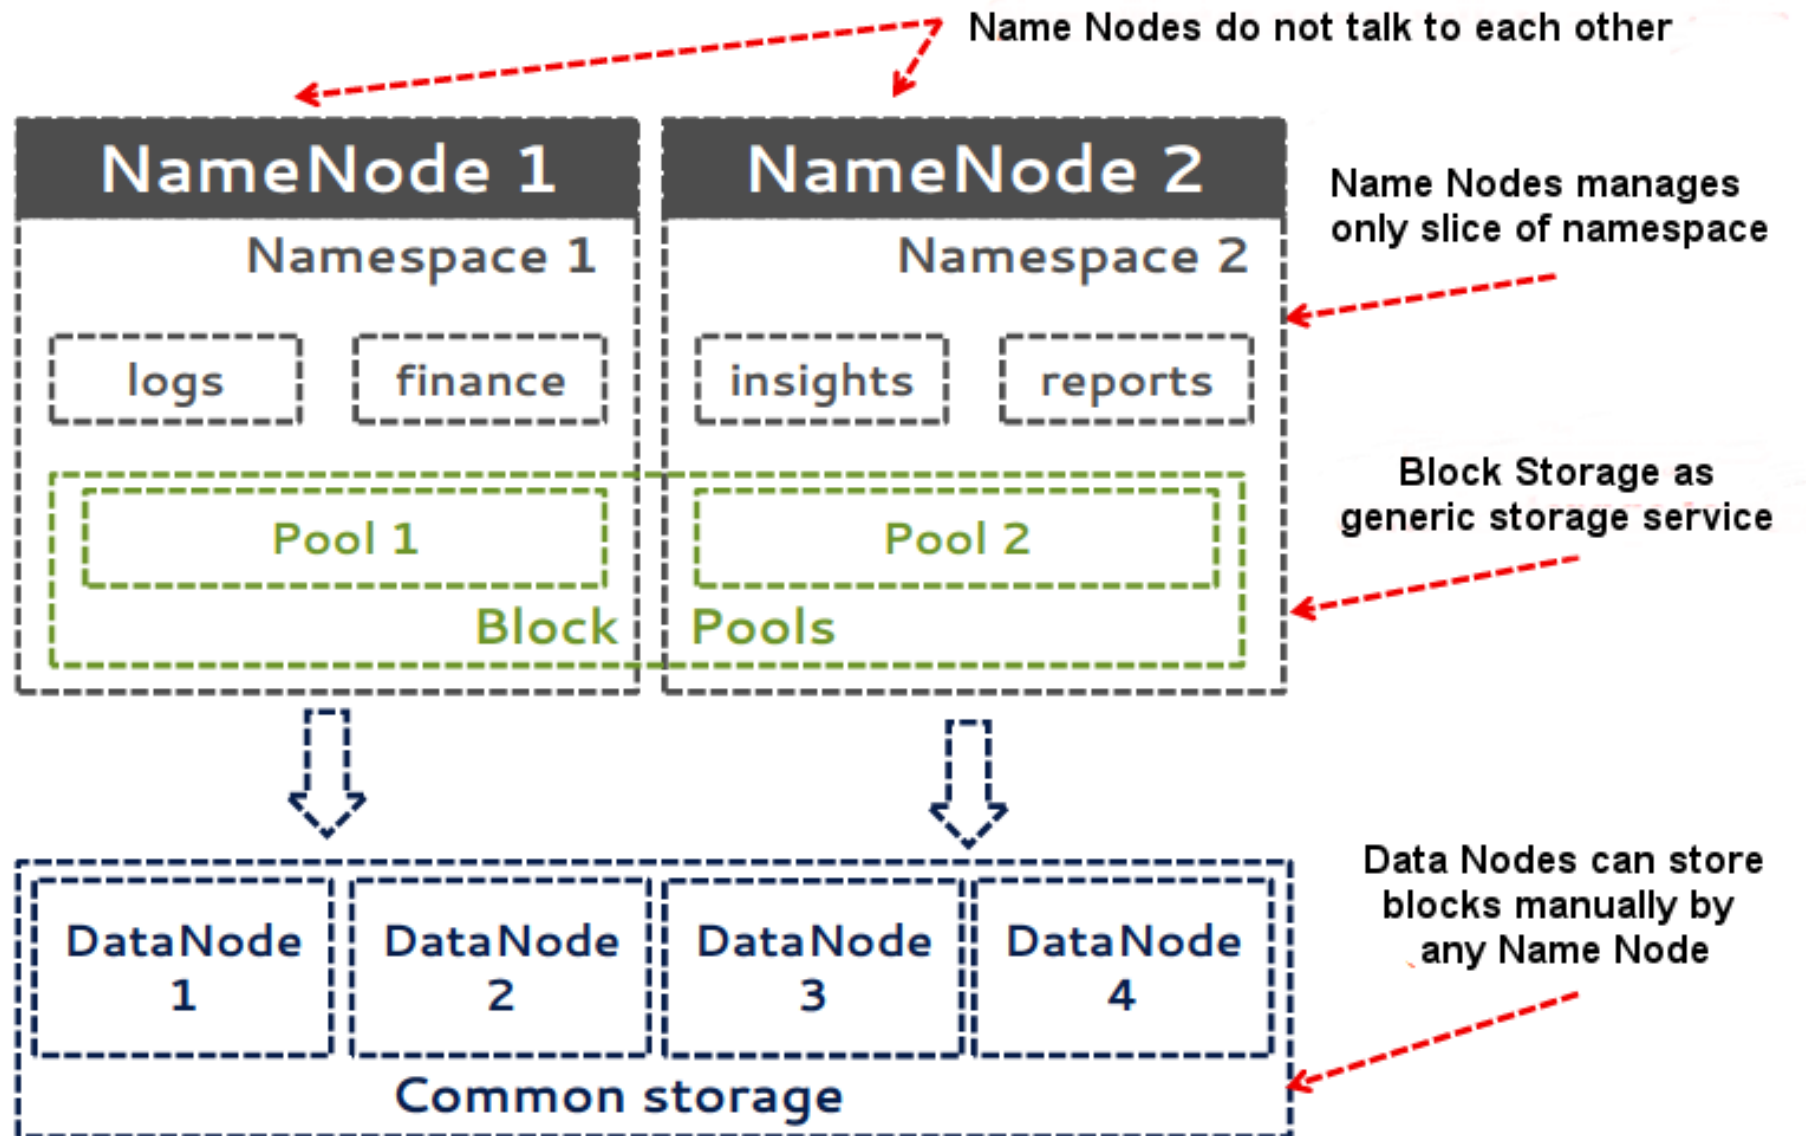 Name Nodes do not talk to each other
NameNode 1
NameNode 2
Name Nodes manages
only slice of namespace
Namespace 1
Namespace 2
logs
finance
insights
reports
Block Storage as
generic storage service
Pool 1
Pool 2
Block Pools
Data Nodes can store
blocks manually by
any Name Node
DataNode
1
DataNode
2
DataNode
3
DataNode
4
Common storage